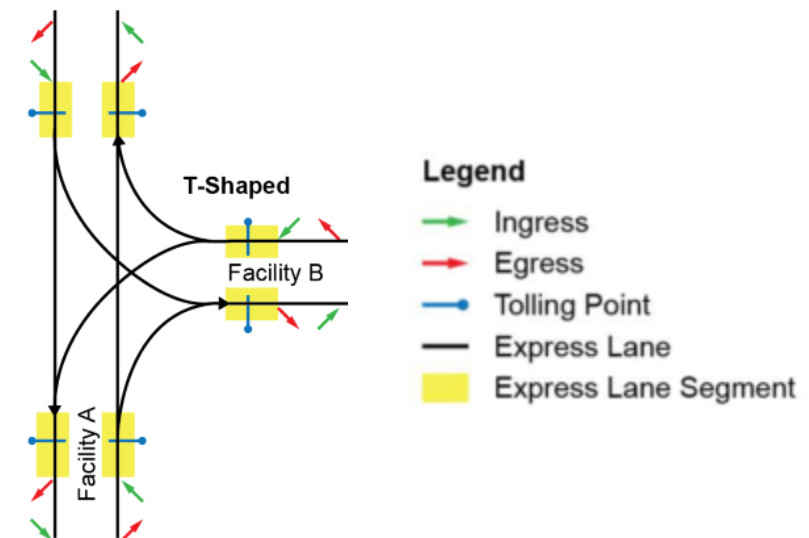 T-Shaped
Facility B
Facility A
Legend
Ingress
Egress
Tolling Point
Express Lane
Express Lane Segment